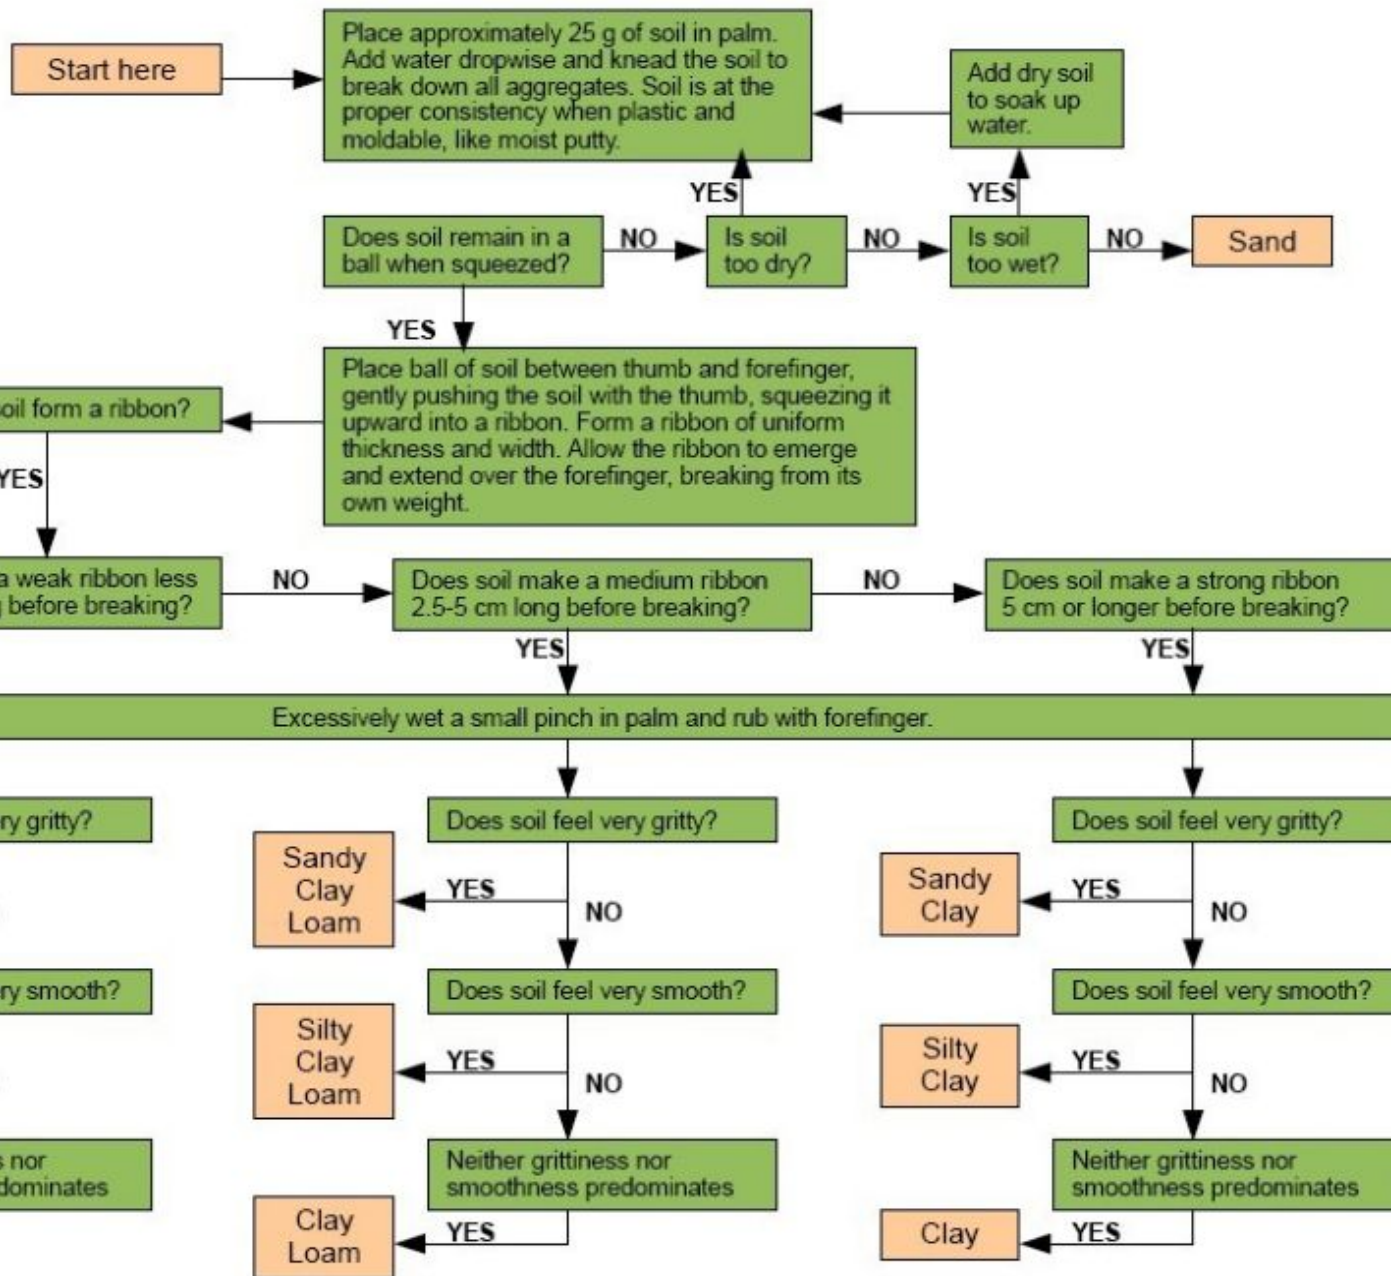 Start here
Place approximately 25 g of soil in palm.
Add water dropwise and knead the soil to
break down all aggregates. Soil is at the
proper consistency when plastic and
moldable, like moist putty.
Add dry soil
to soak up
water.
YES
YES
Does soil remain in a
ball when squeezed?
NO
Is soil
too dry?
NO
Is soil
too wet?
NO
Sand
YES
Place ball of soil between thumb and forefinger,
gently pushing the soil with the thumb, squeezing it
upward into a ribbon. Form a ribbon of uniform
thickness and width. Allow the ribbon to emerge
and extend over the forefinger, breaking from its
own weight.
soil form a ribbon?
YES
a weak ribbon less
before breaking?
NO
Does soil make a medium ribbon
2.5-5 cm long before breaking?
NO
Does soil make a strong ribbon
5 cm or longer before breaking?
YES
YES
Excessively wet a small pinch in palm and rub with forefinger.
ry gritty?
Does soil feel very gritty?
Does soil feel very gritty?
Sandy
Clay
Loam
YES
NO
Sandy
Clay
YES
NO
ry smooth?
Does soil feel very smooth?
Does soil feel very smooth?
Silty
Clay
Loam
YES
NO
Silty
Clay
YES
NO
s nor
dominates
Neither grittiness nor
smoothness predominates
Neither grittiness nor
smoothness predominates
Clay
Loam
YES
Clay
YES